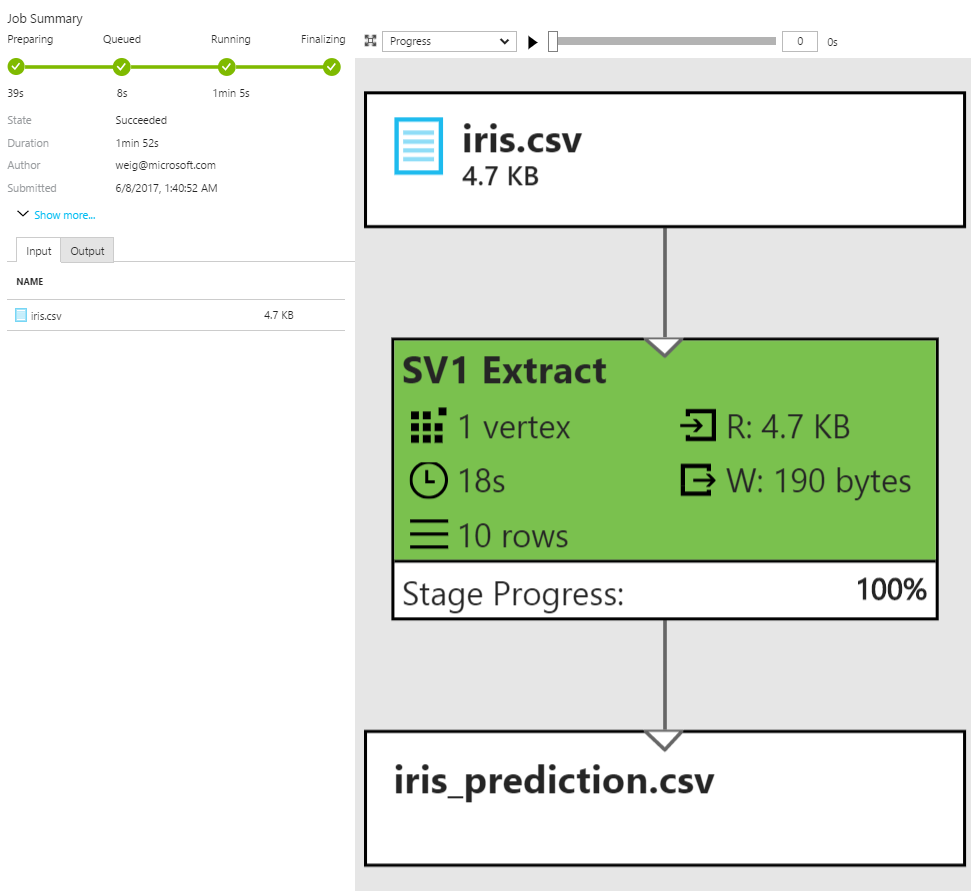 Job Summary
Preparing Queued Running Finalizing
39s 8s 1min 5s
State Succeeded
Duration 1min 52s
Author weig@microsoft.com
Submitted 6/8/2017, 1:40:52 AM
Show more...
Input Output
NAME
iris.csv 4.7 KB
Progress 0 0s
iris.csv
4.7 KB
SV1 Extract
1 vertex R: 4.7 KB
18s W: 190 bytes
10 rows
Stage Progress: 100%
iris_prediction.csv